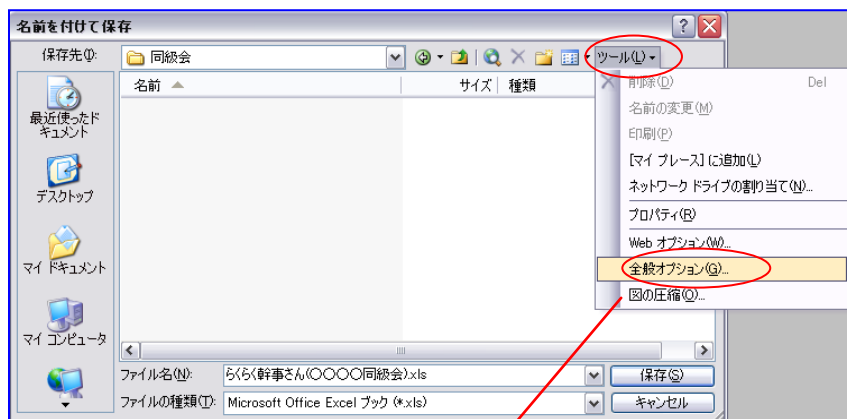 名前を付けて保存
保存先(I):
同級会
ツール(L)
名前
サイズ
種類
最近使ったド
キュメント
デスクトップ
マイ ドキュメント
マイ コンピュータ
削除(D) Del
名前の変更(M)
印刷(P)
[マイ プレース] に追加(L)
ネットワーク ドライブの割り当て(N)...
プロパティ(R)
Web オプション(W)...
全般オプション(G)...
図の圧縮(O)...
ファイル名(N):
らくらく幹事さん(〇〇〇〇同級会).xls
保存(S)
ファイルの種類(T):
Microsoft Office Excel ブック (*.xls)
キャンセル